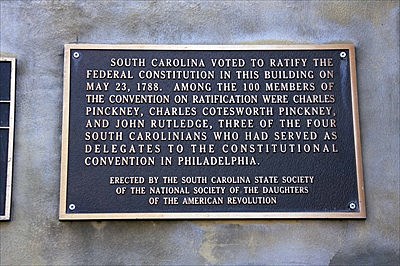 SOUTH CAROLINA VOTED TO RATIFY THE
FEDERAL CONSTITUTION IN THIS BUILDING ON
MAY 23, 1788. AMONG THE 100 MEMBERS OF
THE CONVENTION ON RATIFICATION WERE CHARLES
PINCKNEY, CHARLES COTESWORTH PINCKNEY,
AND JOHN RUTLEDGE, THREE OF THE FOUR
SOUTH CAROLINIANS WHO HAD SERVED AS
DELEGATES TO THE CONSTITUTIONAL
CONVENTION IN PHILADELPHIA.
ERECTED BY THE SOUTH CAROLINA STATE SOCIETY
OF THE NATIONAL SOCIETY OF THE DAUGHTERS
OF THE AMERICAN REVOLUTION